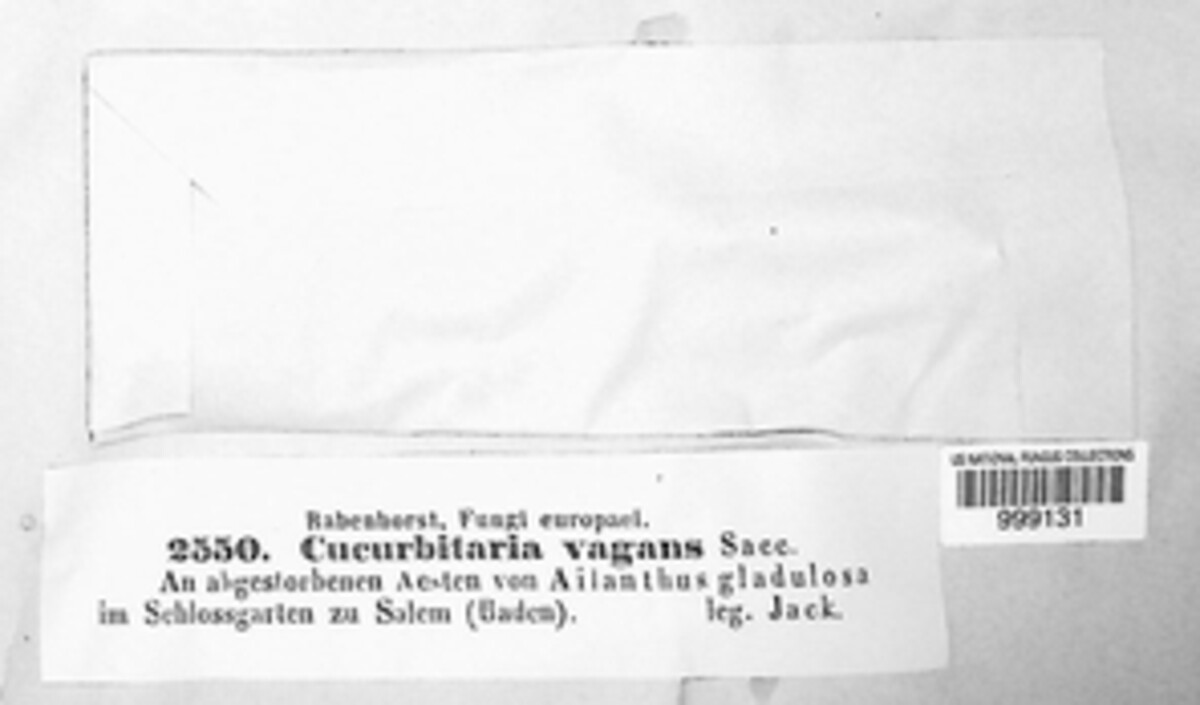 Rabenhorst, Fungi europaei.
2550. Cucurbitaria vagans Sacc.
An abgestorbenen Aesten von Ailanthus gladulosa
im Schlossgarten zu Salem (Baden). leg. Jack.
US NATIONAL FUNGUS COLLECTIONS
999131